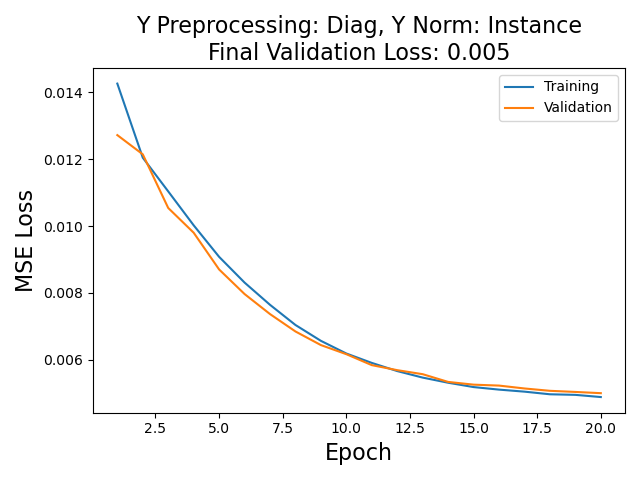 Y Preprocessing: Diag, Y Norm: Instance
Final Validation Loss: 0.005
Training
Validation
MSE Loss
0.014
0.012
0.010
0.008
0.006
2.5 5.0 7.5 10.0 12.5 15.0 17.5 20.0
Epoch